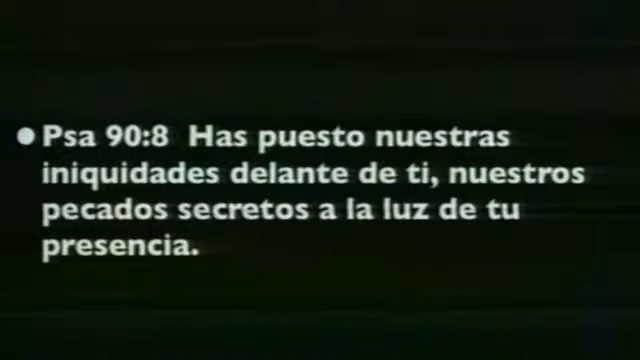 ● Psa 90:8 Has puesto nuestras
iniquidades delante de ti, nuestros
pecados secretos a la luz de tu
presencia.